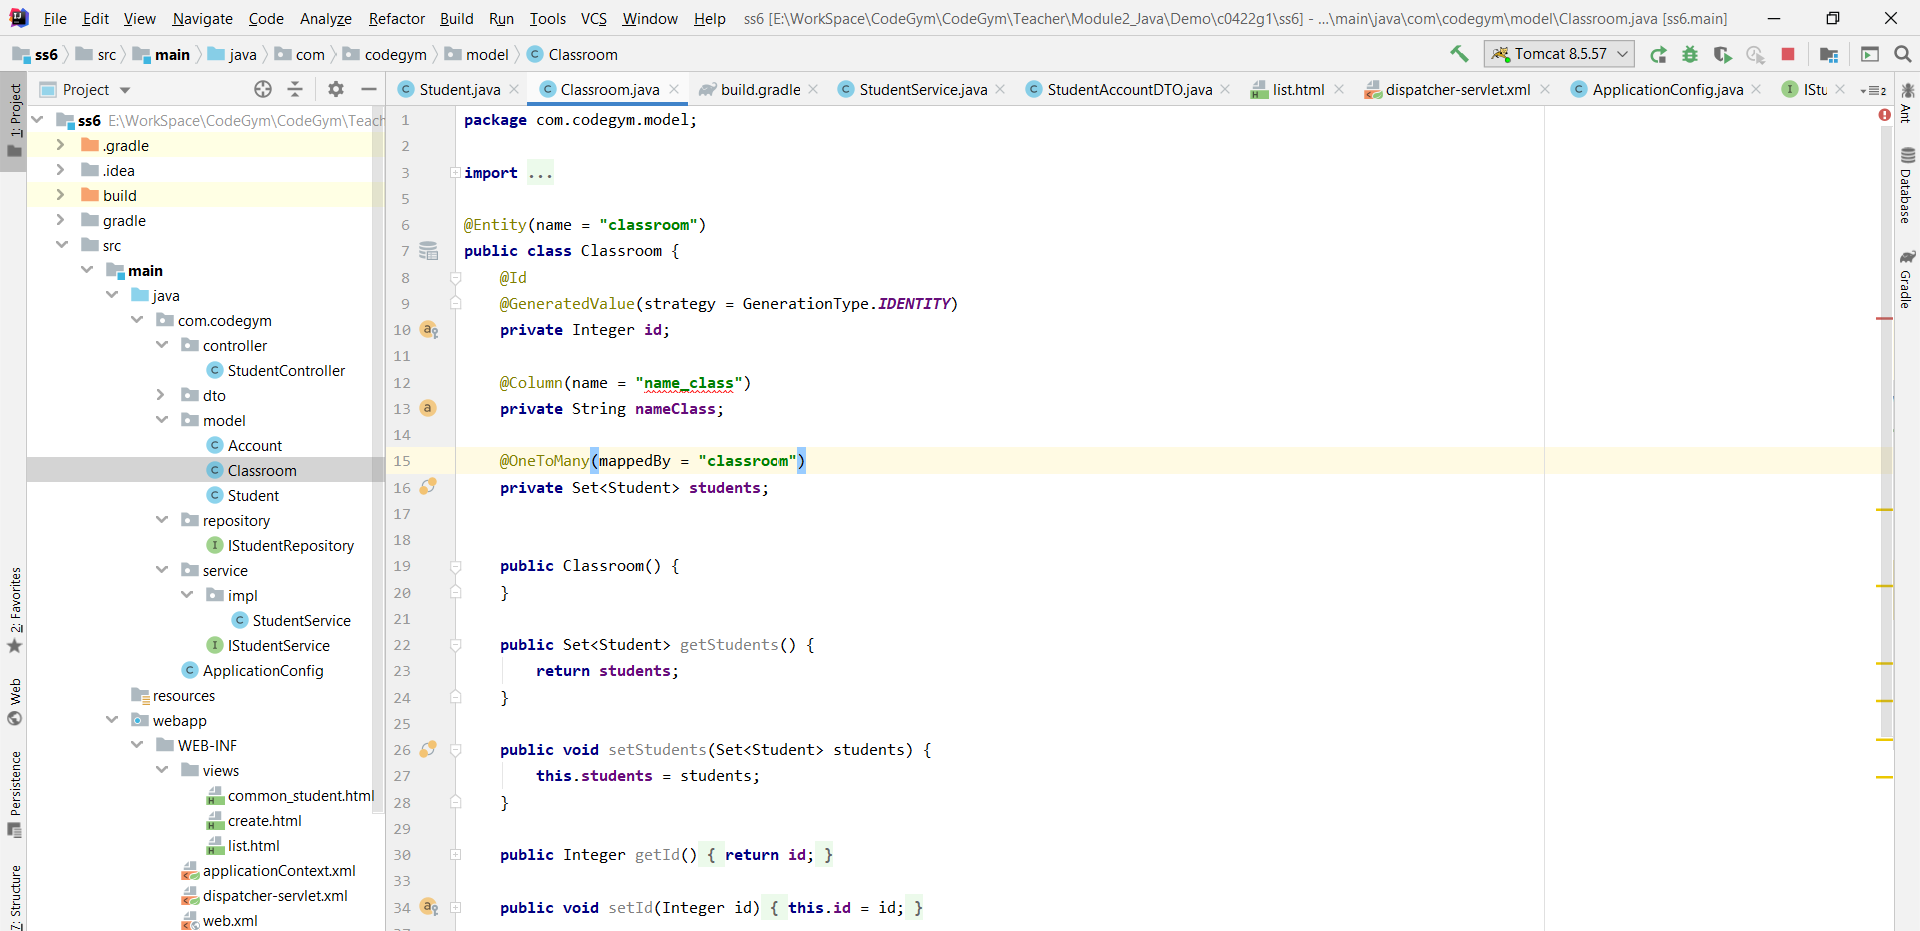 File Edit View Navigate Code Analyze Refactor Build Run Tools VCS Window Help ss6 [E:\WorkSpace\CodeGym\CodeGym\Teacher\Module2_Java\Demo\c0422g1\ss6] - ...\main\java\com\codegym\model\Classroom.java [ss6.main]
ss6 src main java com codegym model Classroom Tomcat 8.5.57
Project
Student.java Classroom.java build.gradle StudentService.java StudentAccountDTO.java list.html dispatcher-servlet.xml ApplicationConfig.java IStu 2
1: Project
2: Favorites
Web
Persistence
7: Structure
ss6 E:\WorkSpace\CodeGym\CodeGym\Teach
.gradle
.idea
build
gradle
src
main
java
com.codegym
controller
StudentController
dto
model
Account
Classroom
Student
repository
IStudentRepository
service
impl
StudentService
IStudentService
ApplicationConfig
resources
webapp
WEB-INF
views
common_student.html
create.html
list.html
applicationContext.xml
dispatcher-servlet.xml
web.xml
1 package com.codegym.model;
2
3 import ...
5
6 @Entity(name = "classroom")
7 public class Classroom {
8 @Id
9 @GeneratedValue(strategy = GenerationType.IDENTITY)
10 private Integer id;
11
12 @Column(name = "name_class")
13 private String nameClass;
14
15 @OneToMany(mappedBy = "classroom")
16 private Set<Student> students;
17
18
19 public Classroom() {
20 }
21
22 public Set<Student> getStudents() {
23 return students;
24 }
25
26 public void setStudents(Set<Student> students) {
27 this.students = students;
28 }
29
30 public Integer getId() { return id; }
33
34 public void setId(Integer id) { this.id = id; }
Ant
Database
Gradle